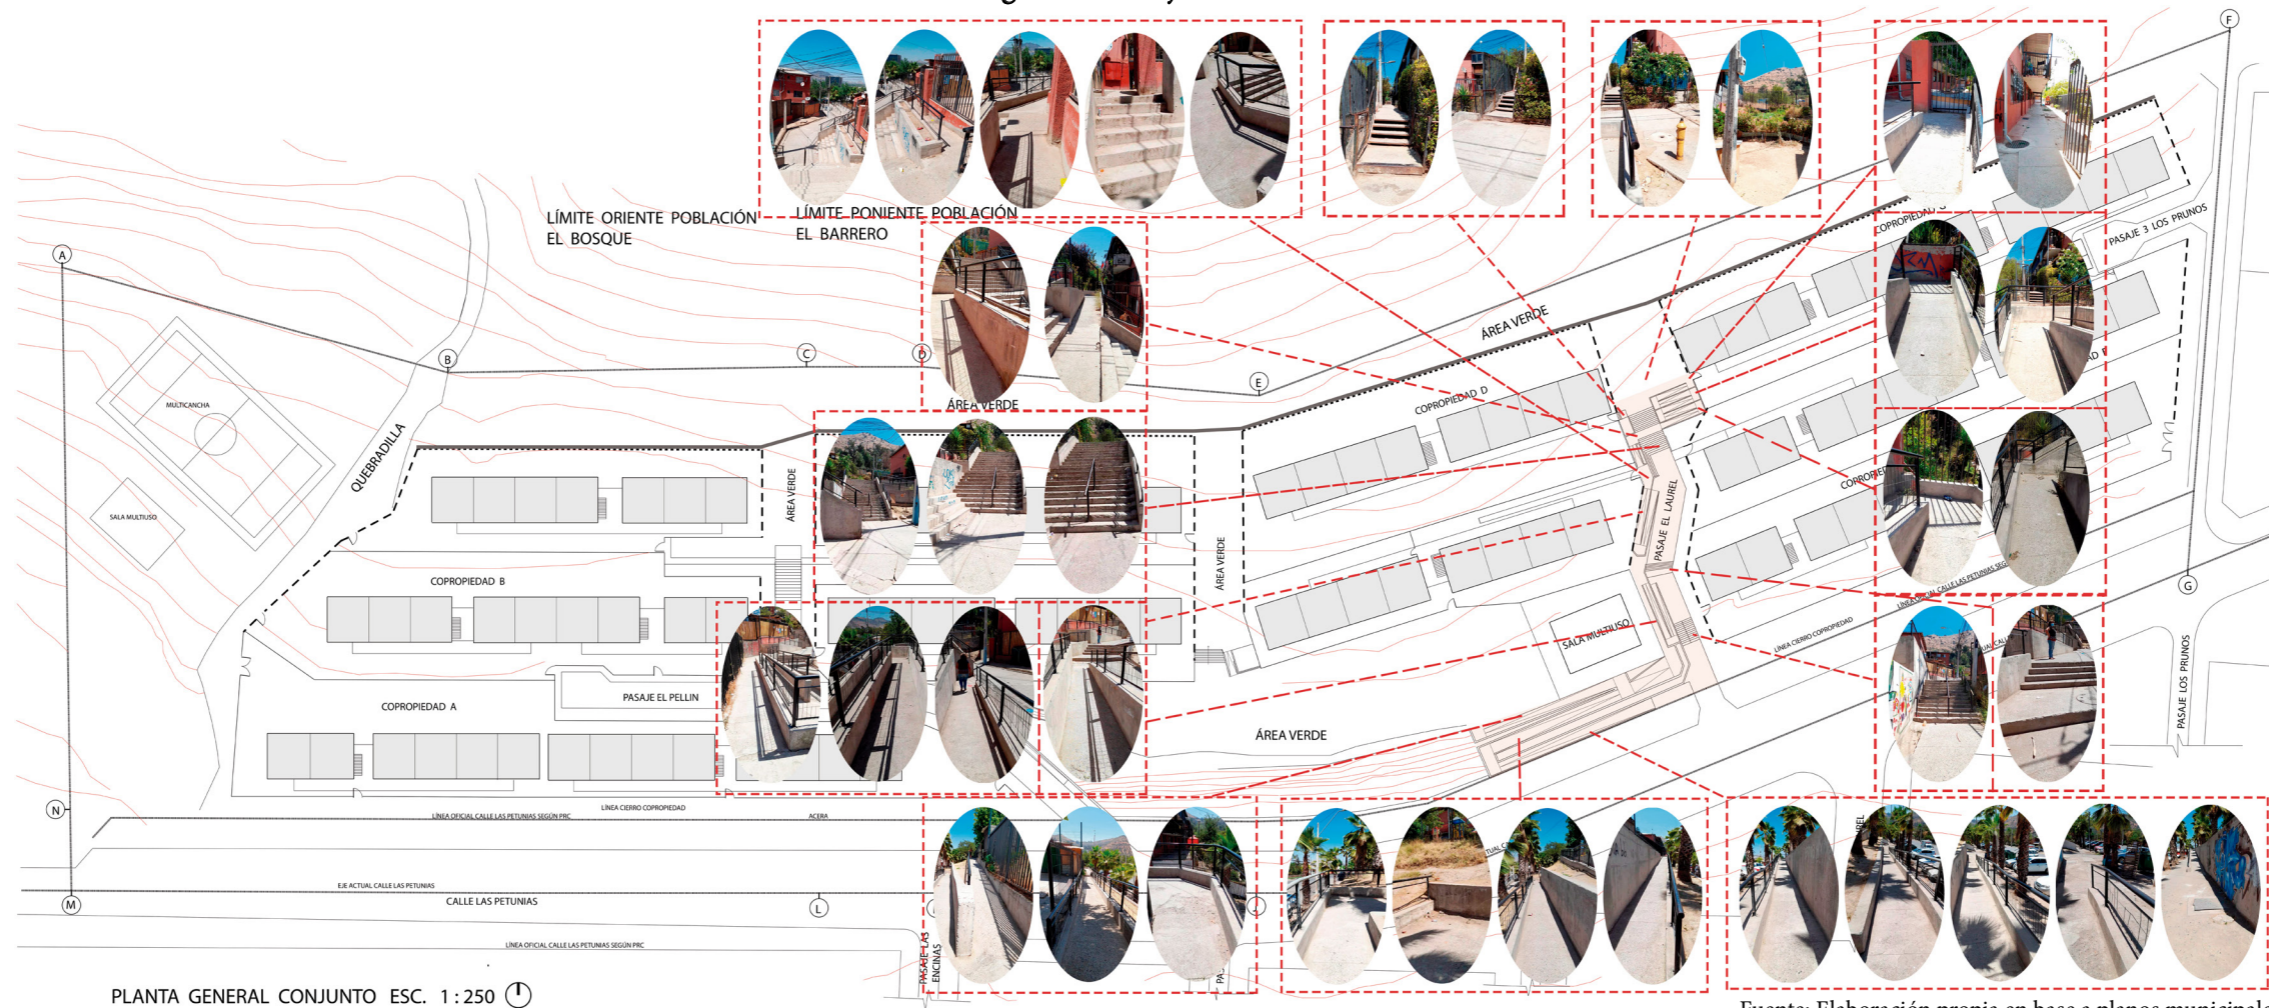 LÍMITE ORIENTE POBLACIÓN
EL BOSQUE
LÍMITE PONIENTE POBLACIÓN
EL BARRERO
F
A
B
C
D
E
G
N
M
L
PASAJE 3 LOS PRUNOS
ÁREA VERDE
COPROPIEDAD D
ÁREA VERDE
MULTICANCHA
QUEBRADILLA
SALA MULTIUSO
ÁREA VERDE
ÁREA VERDE
PASAJE EL LAUREL
COPROPIEDAD B
LÍNEA CIERRO COPROPIEDAD
SALA MULTIUSO
PASAJE LOS PRUNOS
COPROPIEDAD A
PASAJE EL PELLIN
ÁREA VERDE
LÍNEA CIERRO COPROPIEDAD
LÍNEA OFICIAL CALLE LAS PETUNIAS SEGÚN PRC
ACERA
EJE ACTUAL CALLE LAS PETUNIAS
CALLE LAS PETUNIAS
LÍNEA OFICIAL CALLE LAS PETUNIAS SEGÚN PRC
PASAJE LAS
ENCINAS
PLANTA GENERAL CONJUNTO ESC. 1 : 250